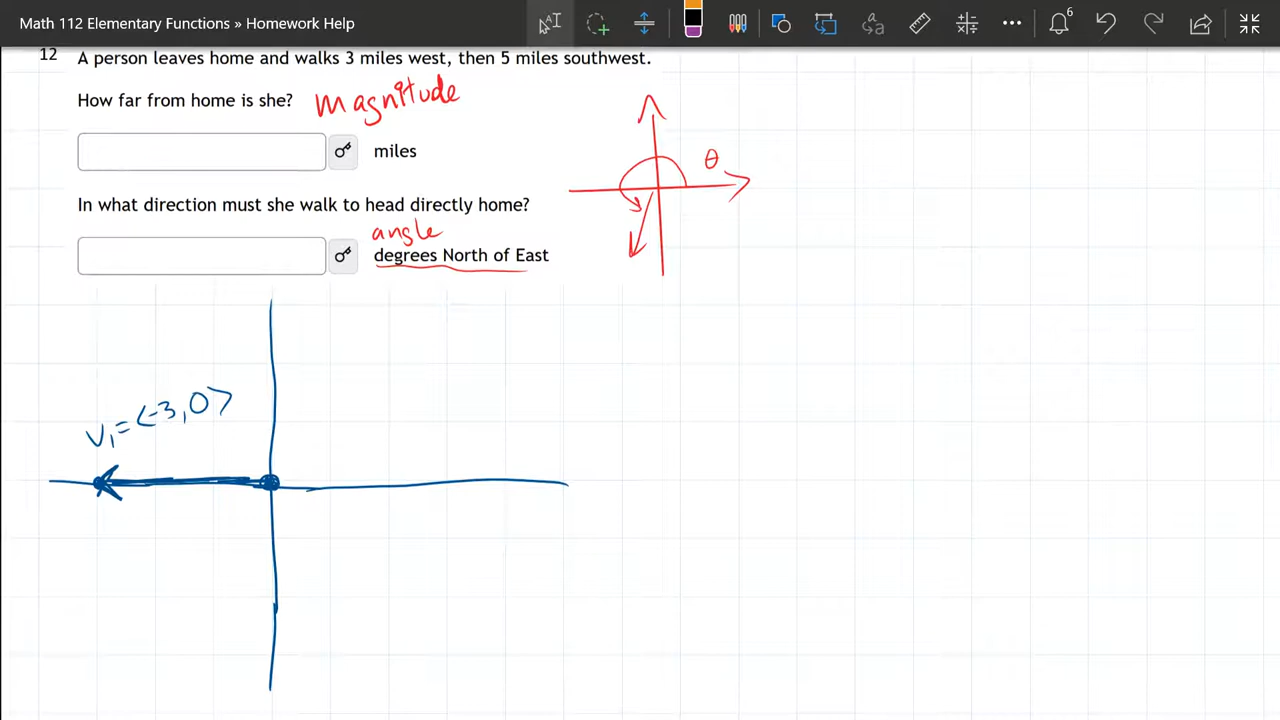 Math 112 Elementary Functions » Homework Help
6
12 A person leaves home and walks 3 miles west, then 5 miles southwest.
How far from home is she? magnitude
miles
θ
In what direction must she walk to head directly home?
angle
degrees North of East
v₁=⟨-3,0⟩